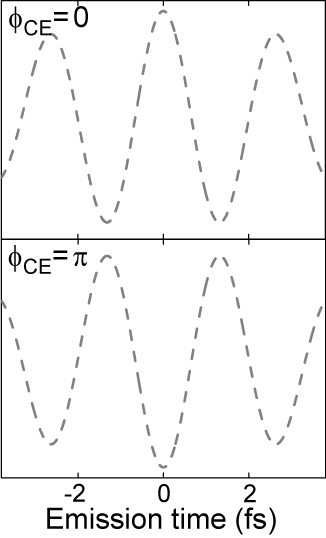 ϕCE= 0
ϕCE= π
-2 0 2
Emission time (fs)